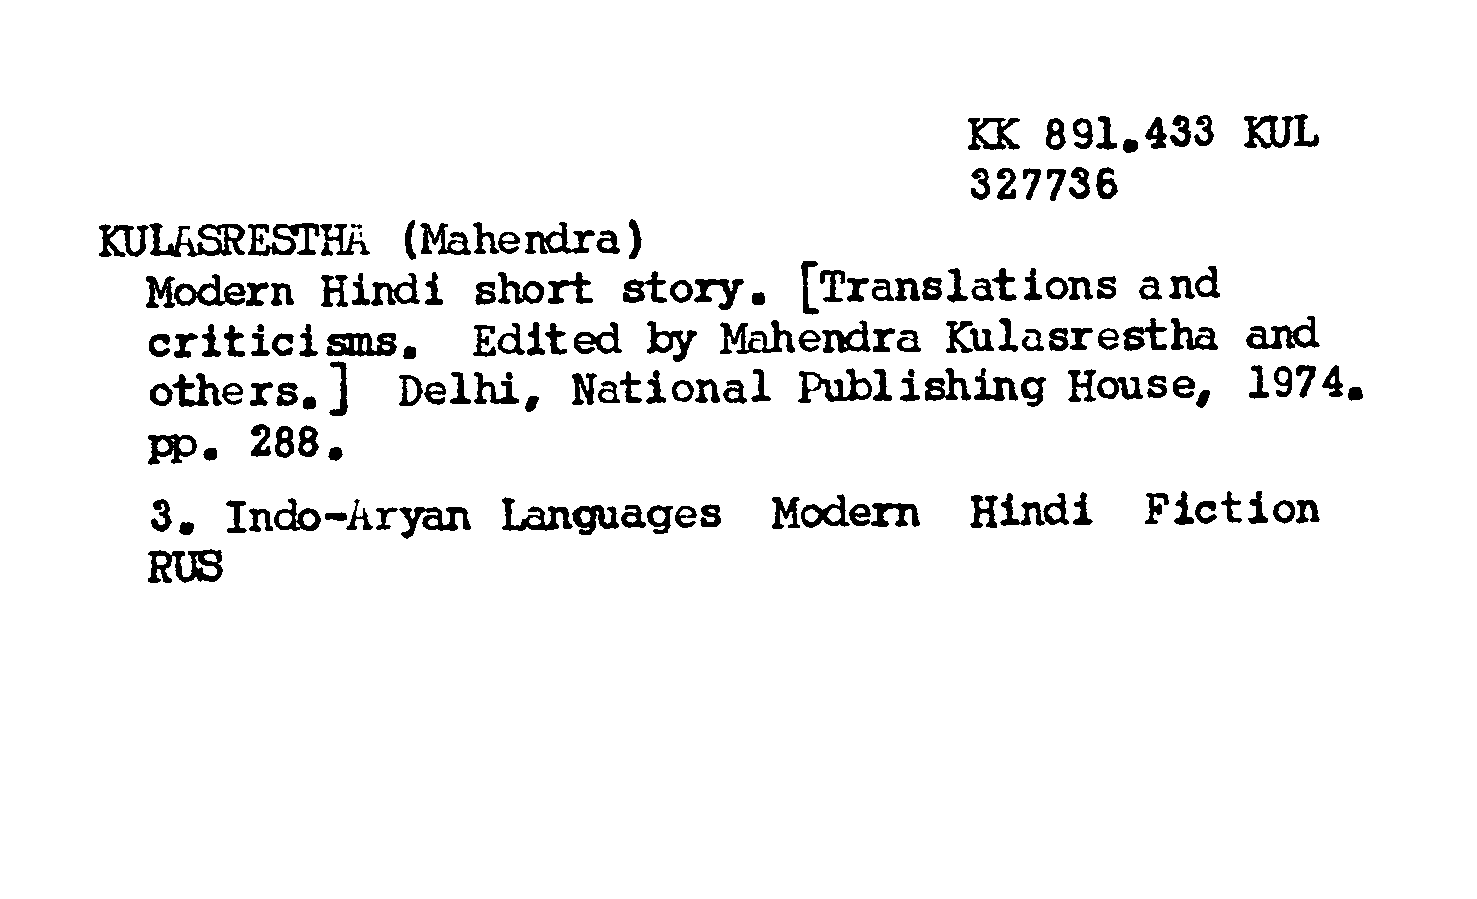 KK 891.433 KUL
327736
KULASRESTHA (Mahendra)
Modern Hindi short story. [Translations and
criticisms. Edited by Mahendra Kulasrestha and
others.] Delhi, National Publishing House, 1974.
pp. 288.
3. Indo-Aryan Languages Modern Hindi Fiction
RUS